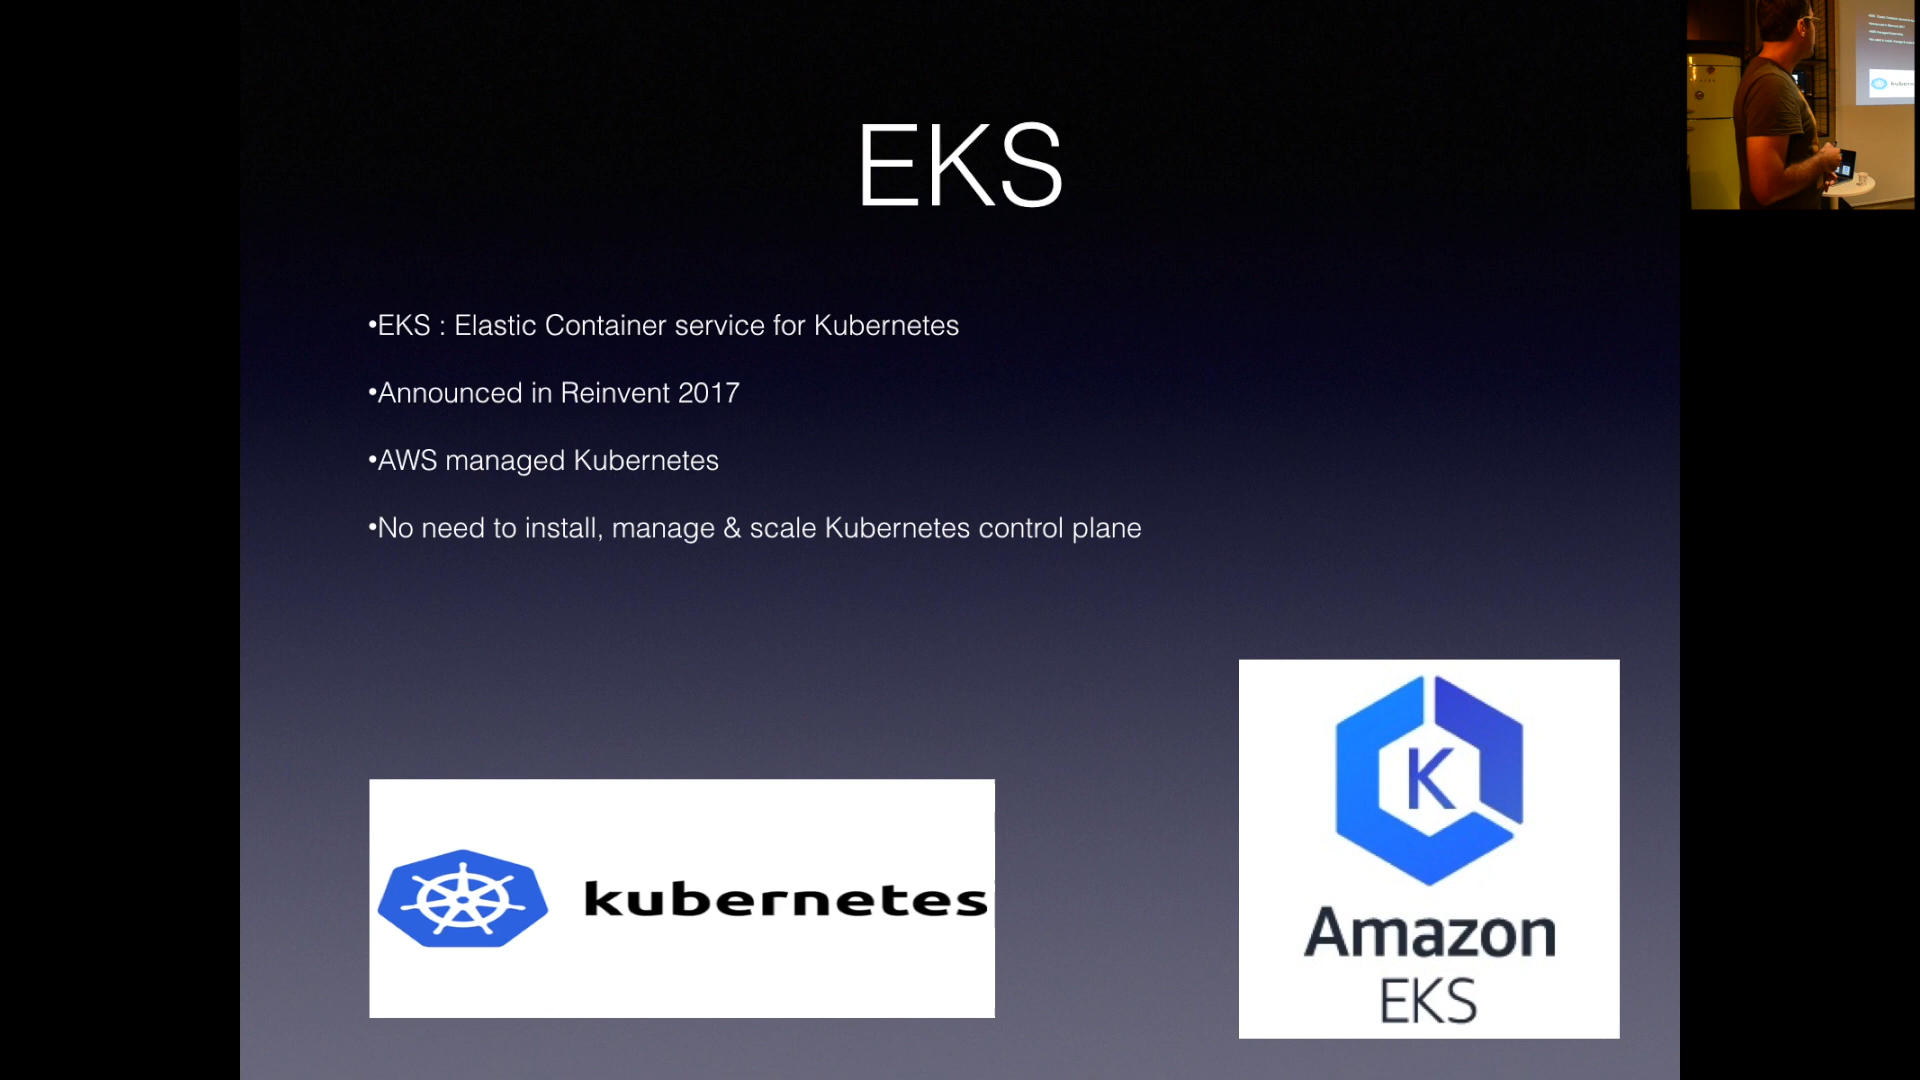 EKS
•EKS : Elastic Container service for Kubernetes
•Announced in Reinvent 2017
•AWS managed Kubernetes
•No need to install, manage & scale Kubernetes control plane
kubernetes
K
Amazon
EKS